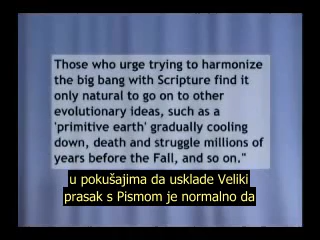 Those who urge trying to harmonize
the big bang with Scripture find it
only natural to go on to other
evolutionary ideas, such as a
'primitive earth' gradually cooling
down, death and struggle millions of
years before the Fall, and so on."
u pokušajima da usklade Veliki
prasak s Pismom je normalno da